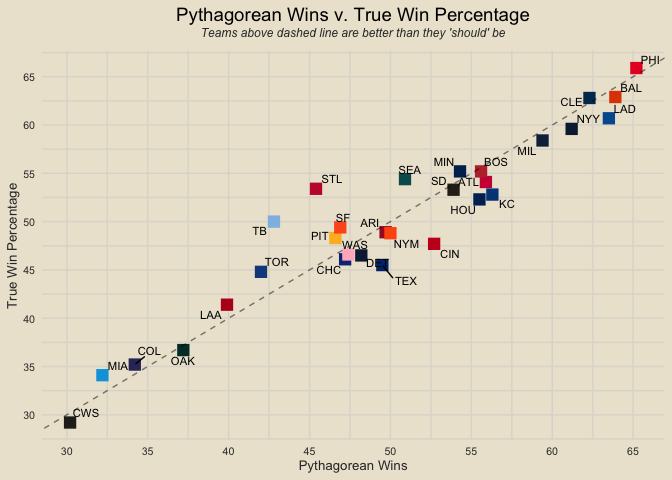 Pythagorean Wins v. True Win Percentage
Teams above dashed line are better than they 'should' be
True Win Percentage
65
60
55
50
45
40
35
30
PHI
BAL
CLE
LAD
NYY
MIL
MIN
BOS
SEA
SD
ATL
STL
KC
HOU
SF
ARI
TB
PIT
WAS
NYM
CIN
TOR
CHC
DET
TEX
LAA
COL
OAK
MIA
CWS
30
35
40
45
50
55
60
65
Pythagorean Wins